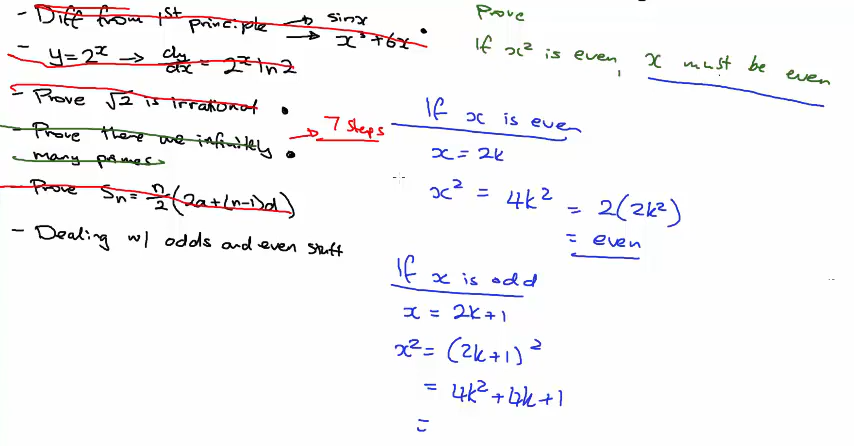 - Diff from 1st principle → sinx
→ x³ + 6x
- y = 2ˣ → dy/dx = 2ˣ ln2
- Prove √2 is irrational
- Prove there are infinitely
many primes
→ 7 steps
- Prove Sn = n/2 (2a + (n-1)d)
- Dealing w/ odds and even stuff
Prove
If x² is even, x must be even
If x is even
x = 2k
x² = 4k² = 2(2k²)
= even
If x is odd
x = 2k + 1
x² = (2k+1)²
= 4k² + 4k + 1
=